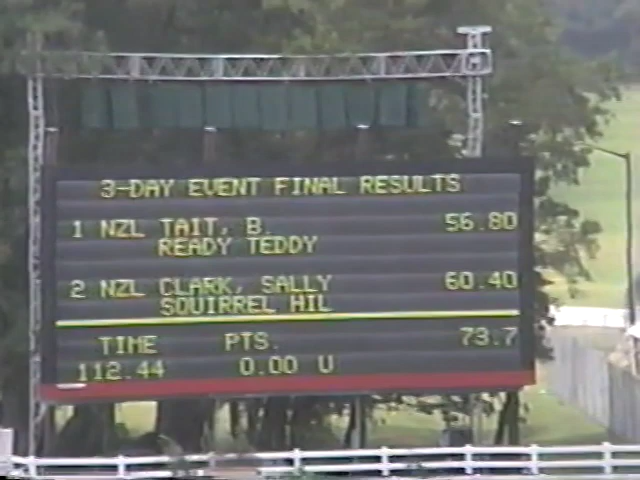 3-DAY EVENT FINAL RESULTS
1 NZL TAIT, B. 56.80
READY TEDDY
2 NZL CLARK, SALLY 60.40
SQUIRREL HIL
TIME PTS. 73.7
112.44 0.00 U